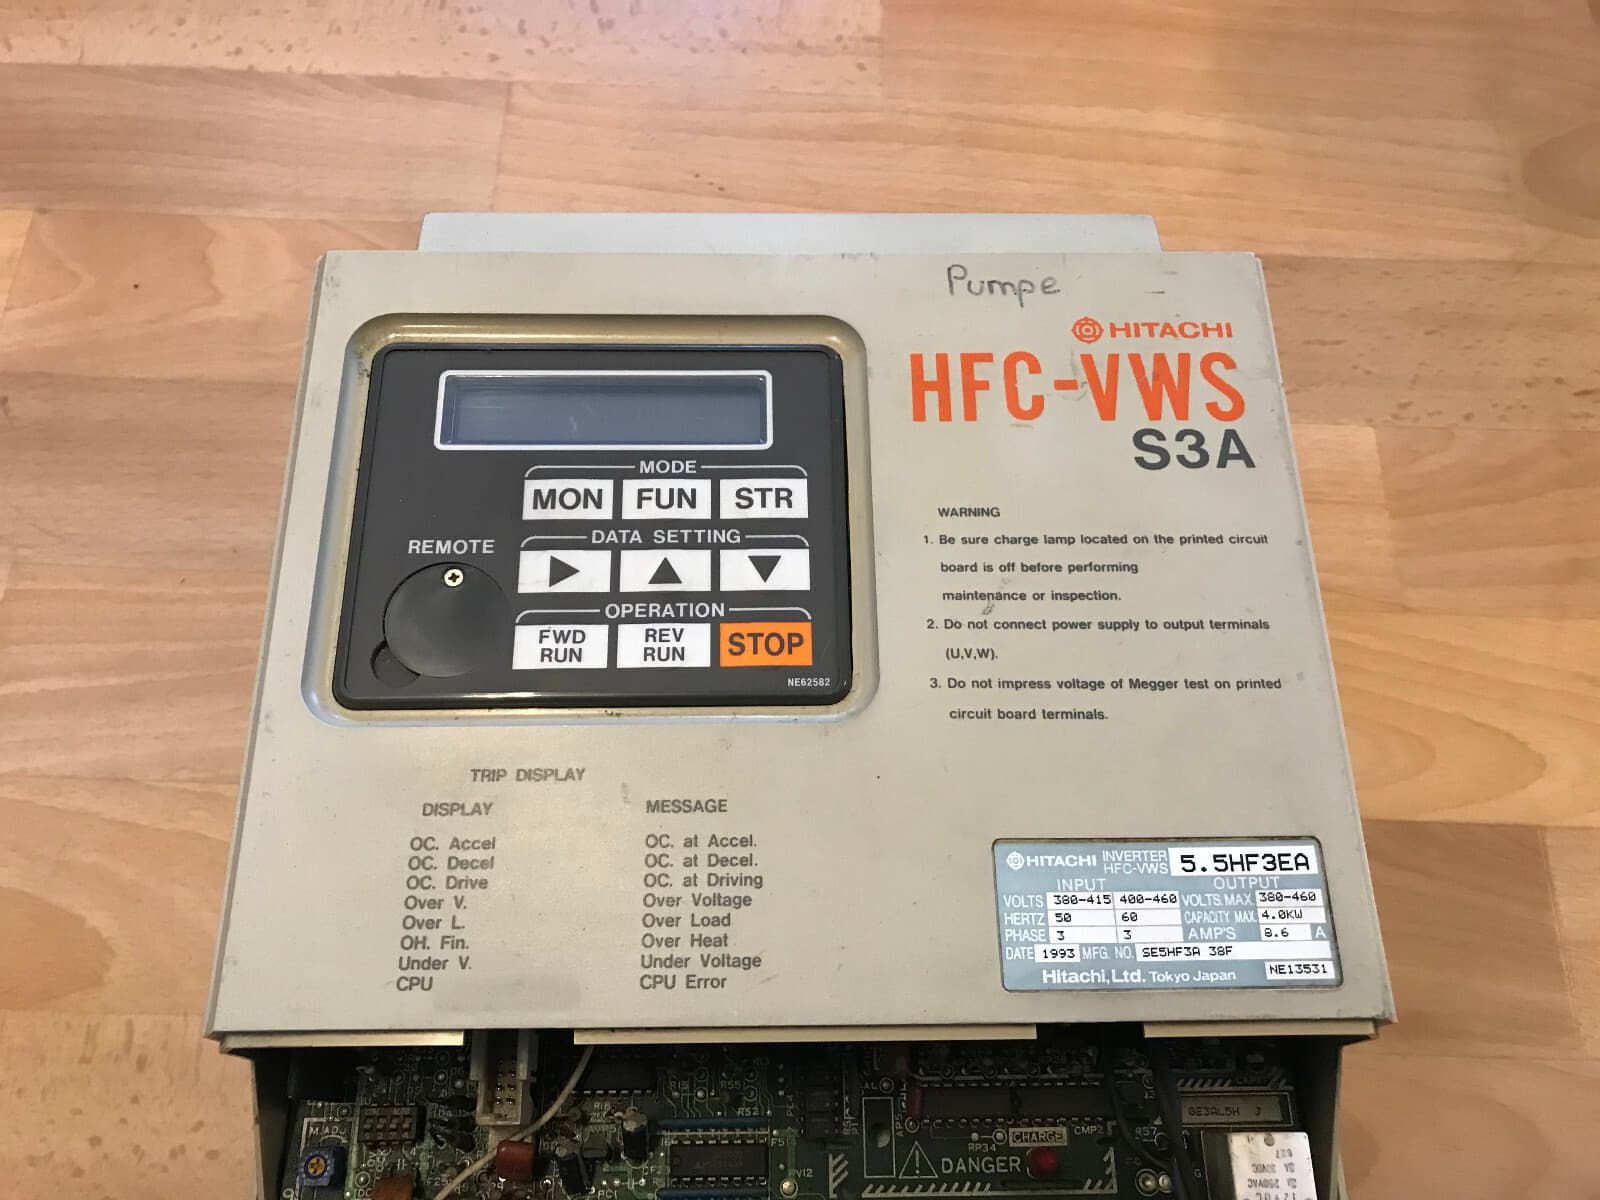 Pumpe
HITACHI
HFC-VWS
S3A
MODE
MON FUN STR
DATA SETTING
REMOTE
OPERATION
FWD RUN
REV RUN
STOP
NE62582
WARNING
1. Be sure charge lamp located on the printed circuit
board is off before performing
maintenance or inspection.
2. Do not connect power supply to output terminals
(U,V,W).
3. Do not impress voltage of Megger test on printed
circuit board terminals.
TRIP DISPLAY
DISPLAY MESSAGE
OC. Accel OC. at Accel.
OC. Decel OC. at Decel.
OC. Drive OC. at Driving
Over V. Over Voltage
Over L. Over Load
OH. Fin. Over Heat
Under V. Under Voltage
CPU CPU Error
HITACHI INVERTER HFC-VWS 5.5HF3EA
INPUT OUTPUT
VOLTS 380-415 400-460 VOLTS.MAX. 380-460
HERTZ 50 60 CAPACITY MAX. 4.0KW
PHASE 3 3 AMP'S 8.6 A
DATE 1993 MFG. NO. SE5HF3A 38F
Hitachi,Ltd. Tokyo Japan NE13531
M.ADJ
RS2
CHARGE
CMP2
R57
RP34
DANGER
GE3AL5H J